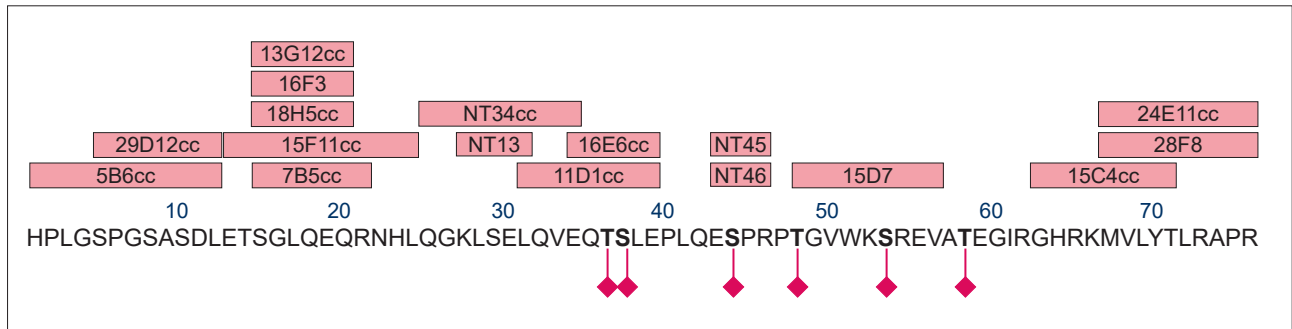 13G12cc
16F3
18H5cc NT34cc 24E11cc
29D12cc 15F11cc NT13 16E6cc NT45 28F8
5B6cc 7B5cc 11D1cc NT46 15D7 15C4cc
10 20 30 40 50 60 70
HPLGSPGSASDLETSGLQEQRNHLQGKLSELQVEQTSLEPLQESPRPTGVWKSREVATEGIRGHRKMVLYTLRAPR